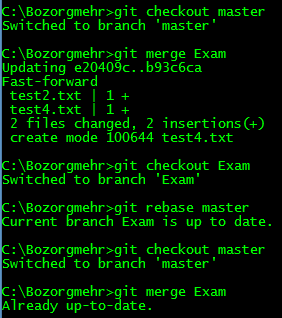 C:\Bozorgmehr>git checkout master
Switched to branch 'master'
C:\Bozorgmehr>git merge Exam
Updating e20409c..b93c6ca
Fast-forward
test2.txt | 1 +
test4.txt | 1 +
2 files changed, 2 insertions(+)
create mode 100644 test4.txt
C:\Bozorgmehr>git checkout Exam
Switched to branch 'Exam'
C:\Bozorgmehr>git rebase master
Current branch Exam is up to date.
C:\Bozorgmehr>git checkout master
Switched to branch 'master'
C:\Bozorgmehr>git merge Exam
Already up-to-date.